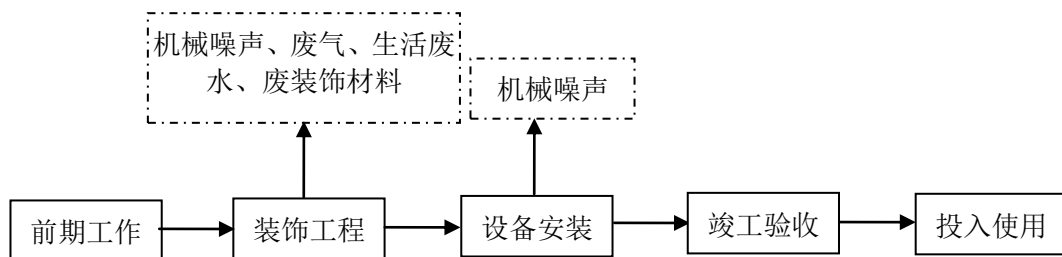 机械噪声、废气、生活废
水、废装饰材料
机械噪声
前期工作
装饰工程
设备安装
竣工验收
投入使用